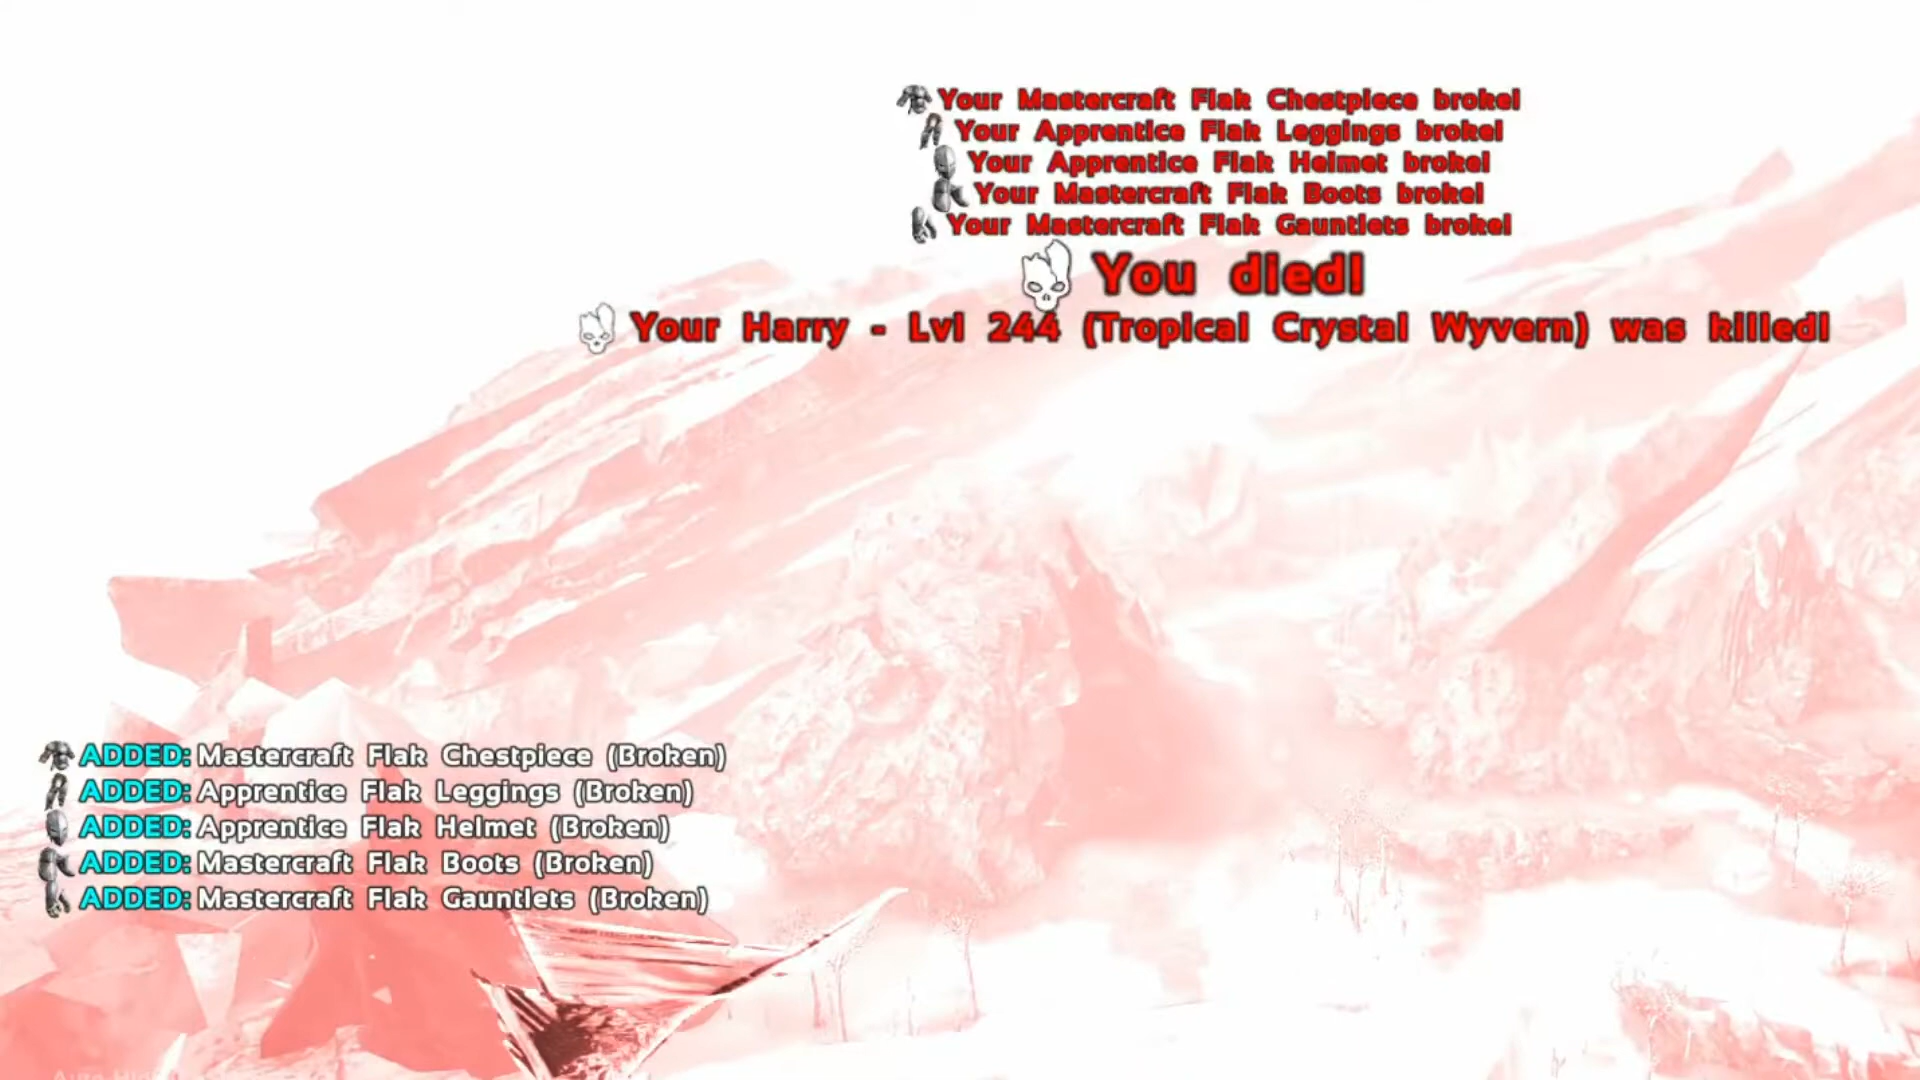 Your Mastercraft Flak Chestpiece broke!
Your Apprentice Flak Leggings broke!
Your Apprentice Flak Helmet broke!
Your Mastercraft Flak Boots broke!
Your Mastercraft Flak Gauntlets broke!
You died!
Your Harry - Lvl 244 (Tropical Crystal Wyvern) was killed!
ADDED: Mastercraft Flak Chestpiece (Broken)
ADDED: Apprentice Flak Leggings (Broken)
ADDED: Apprentice Flak Helmet (Broken)
ADDED: Mastercraft Flak Boots (Broken)
ADDED: Mastercraft Flak Gauntlets (Broken)